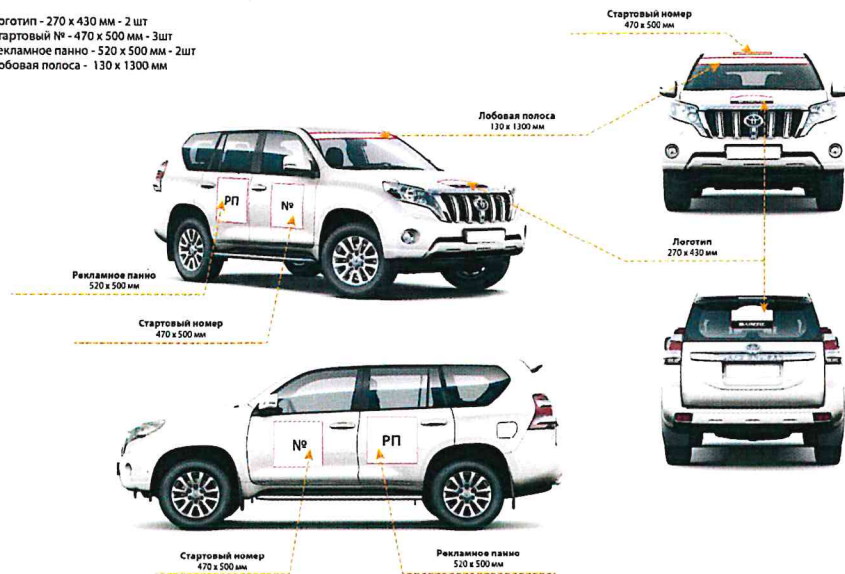 оготип - 270 х 430 мм - 2 шт
тартовый № - 470 х 500 мм - 3шт
екламное панно - 520 х 500 мм - 2шт
обовая полоса - 130 х 1300 мм
Стартовый номер
470 х 500 мм
Лобовая полоса
130 х 1300 мм
РП
№
Логотип
270 х 430 мм
Рекламное панно
520 х 500 мм
Стартовый номер
470 х 500 мм
№
РП
Стартовый номер
470 х 500 мм
Рекламное панно
520 х 500 мм